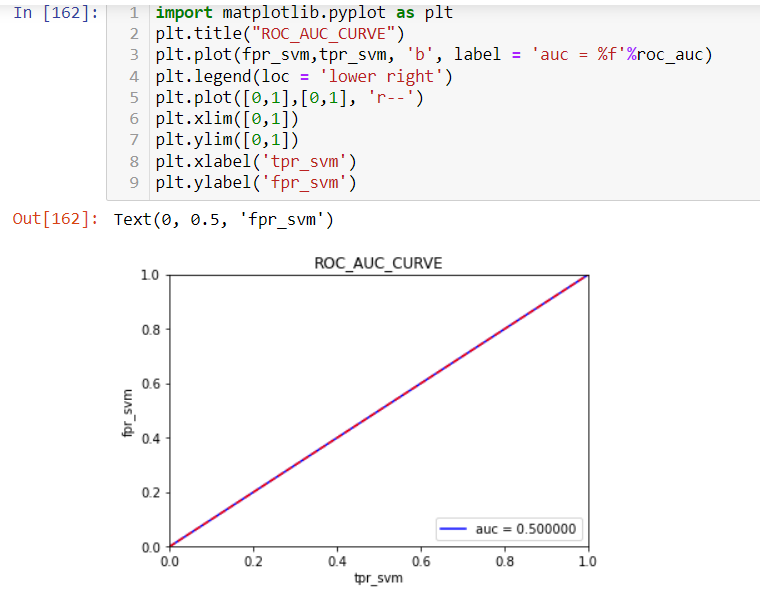 In [162]:
1 import matplotlib.pyplot as plt
2 plt.title("ROC_AUC_CURVE")
3 plt.plot(fpr_svm,tpr_svm, 'b', label = 'auc = %f'%roc_auc)
4 plt.legend(loc = 'lower right')
5 plt.plot([0,1],[0,1], 'r--')
6 plt.xlim([0,1])
7 plt.ylim([0,1])
8 plt.xlabel('tpr_svm')
9 plt.ylabel('fpr_svm')
Out[162]: Text(0, 0.5, 'fpr_svm')
ROC_AUC_CURVE
1.0
0.8
0.6
fpr_svm
0.4
0.2
auc = 0.500000
0.0
0.0 0.2 0.4 0.6 0.8 1.0
tpr_svm